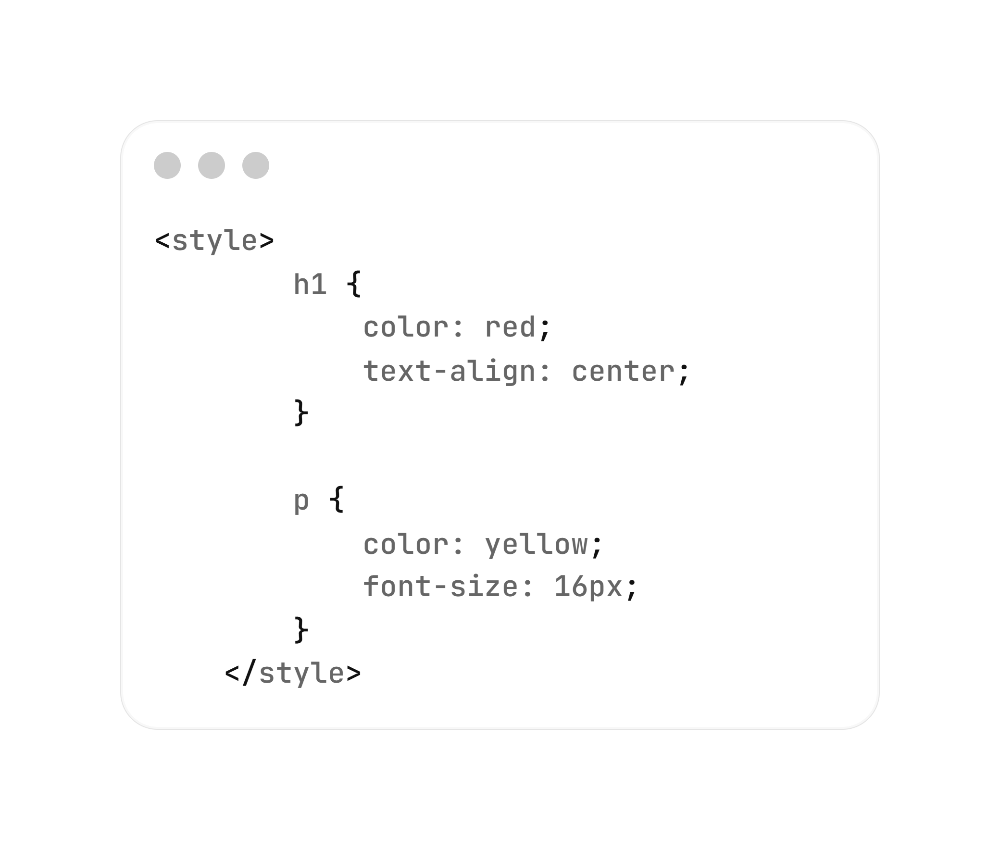 <style>
        h1 {
            color: red;
            text-align: center;
        }

        p {
            color: yellow;
            font-size: 16px;
        }
    </style>